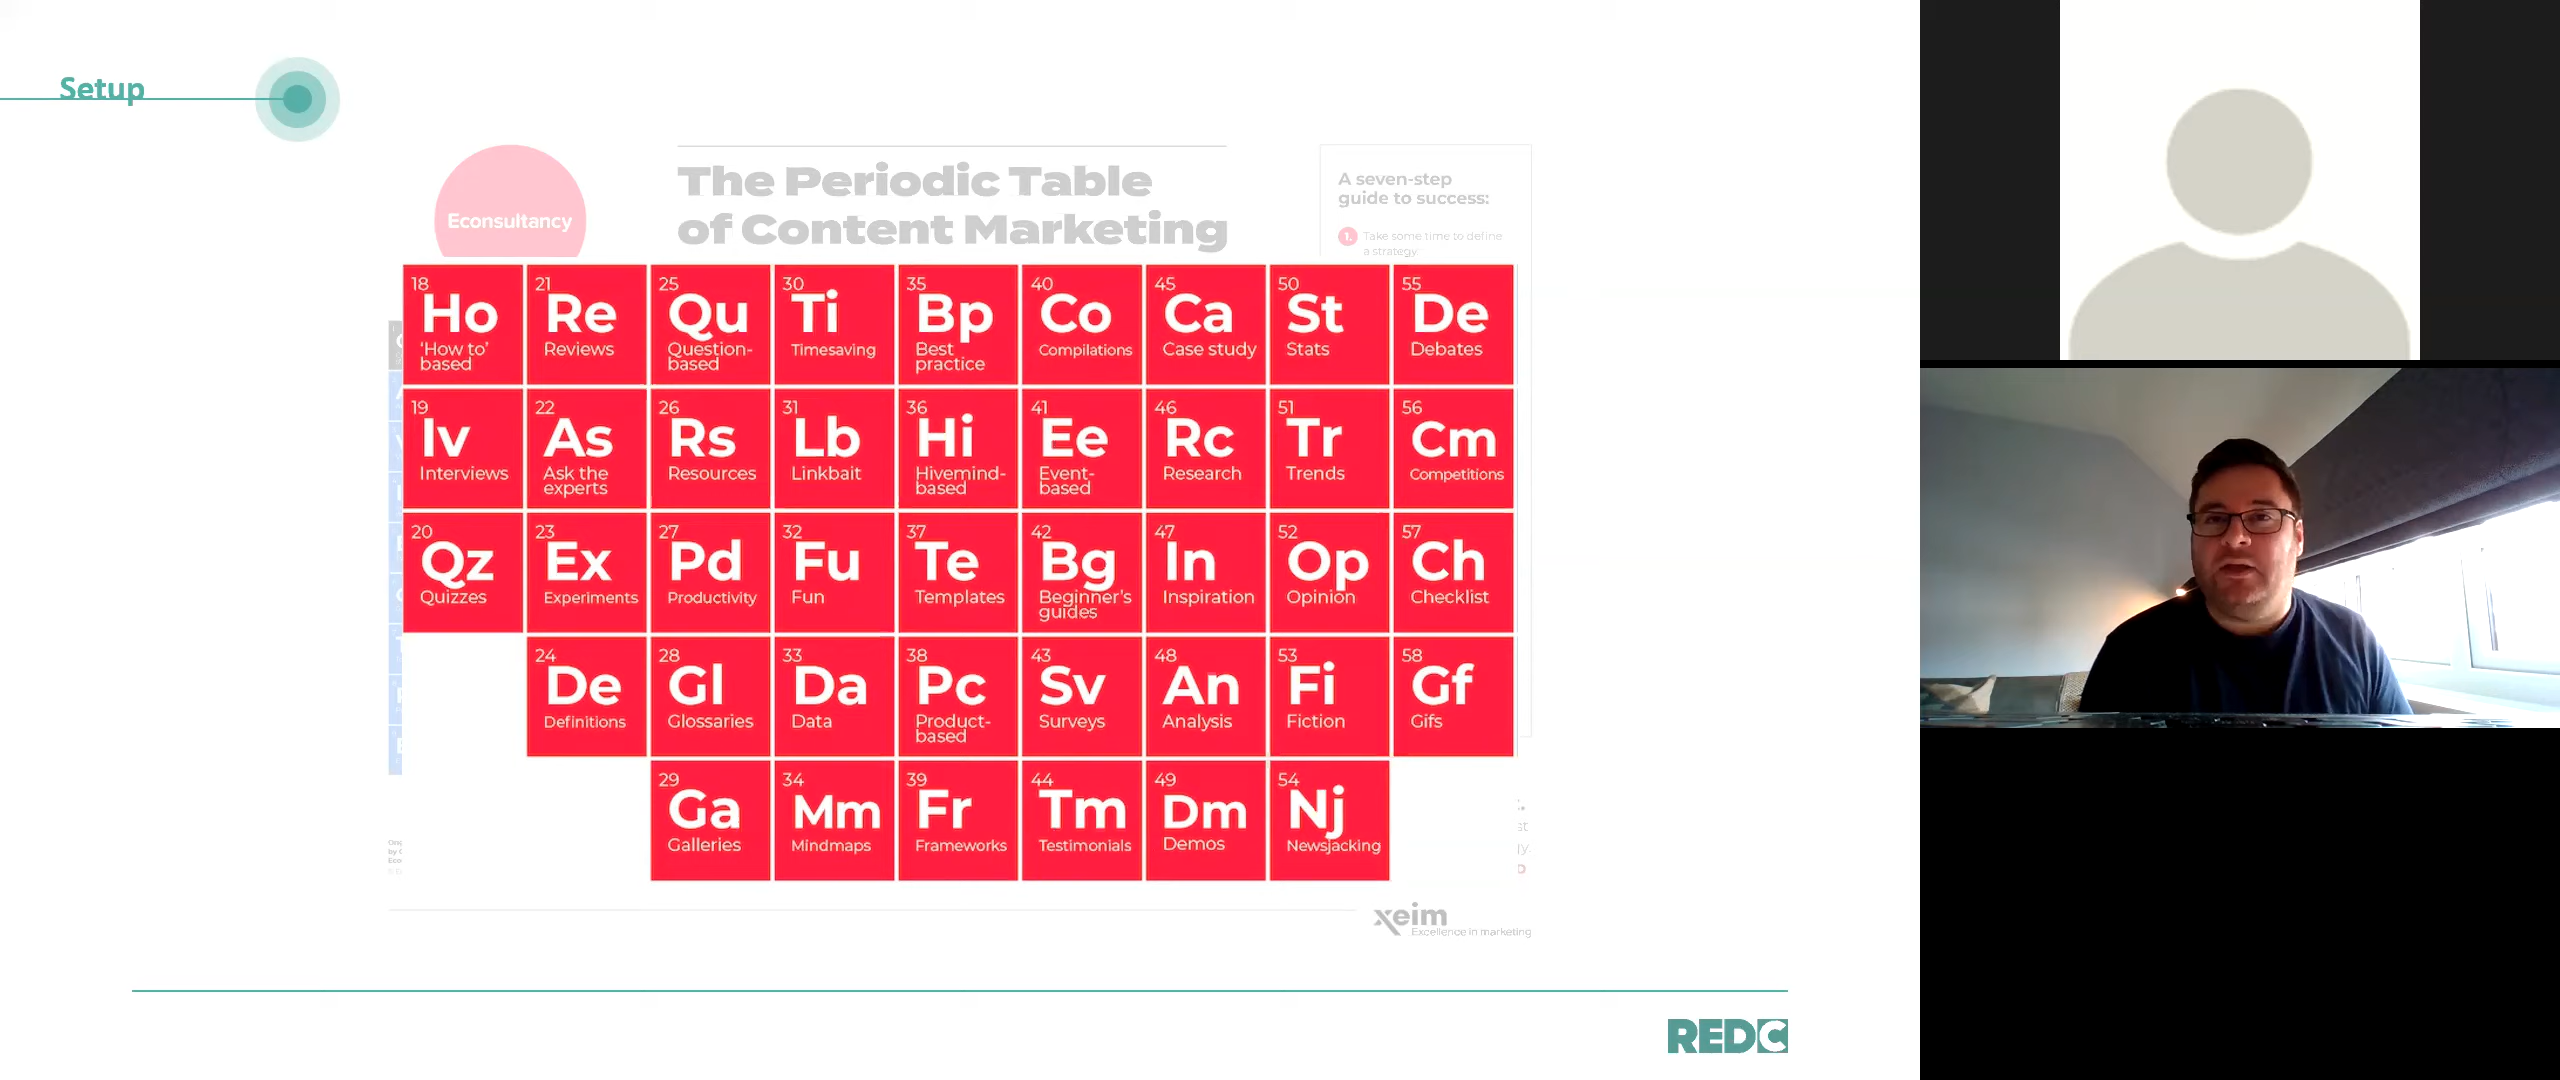 Setup
Econsultancy
The Periodic Table
of Content Marketing
A seven-step
guide to success:
1. Take some time to define
a strategy.
18
Ho
'How to'
based
21
Re
Reviews
25
Qu
Question-
based
30
Ti
Timesaving
35
Bp
Best
practice
40
Co
Compilations
45
Ca
Case study
50
St
Stats
55
De
Debates
19
Iv
Interviews
22
As
Ask the
experts
26
Rs
Resources
31
Lb
Linkbait
36
Hi
Hivemind-
based
41
Ee
Event-
based
46
Rc
Research
51
Tr
Trends
56
Cm
Competitions
20
Qz
Quizzes
23
Ex
Experiments
27
Pd
Productivity
32
Fu
Fun
37
Te
Templates
42
Bg
Beginner's
guides
47
In
Inspiration
52
Op
Opinion
57
Ch
Checklist
24
De
Definitions
28
Gl
Glossaries
33
Da
Data
38
Pc
Product-
based
43
Sv
Surveys
48
An
Analysis
53
Fi
Fiction
58
Gf
Gifs
29
Ga
Galleries
34
Mm
Mindmaps
39
Fr
Frameworks
44
Tm
Testimonials
49
Dm
Demos
54
Nj
Newsjacking
xeim
Excellence in marketing
REDC